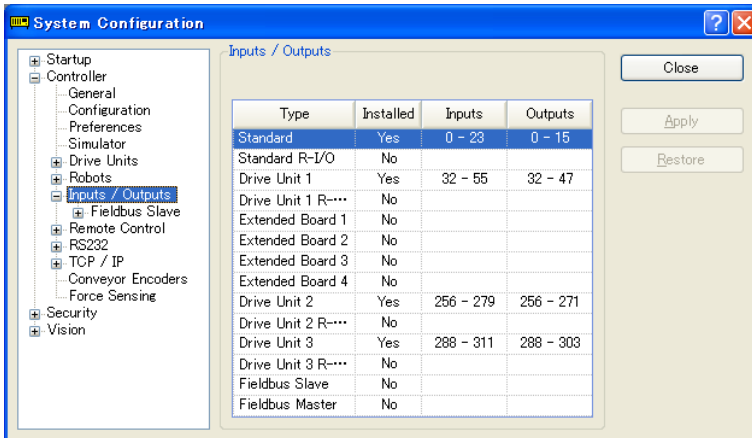 System Configuration
Startup
Controller
General
Configuration
Preferences
Simulator
Drive Units
Robots
Inputs / Outputs
Fieldbus Slave
Remote Control
RS232
TCP / IP
Conveyor Encoders
Force Sensing
Security
Vision
Inputs / Outputs
Type Installed Inputs Outputs
Standard Yes 0 - 23 0 - 15
Standard R-I/O No
Drive Unit 1 Yes 32 - 55 32 - 47
Drive Unit 1 R-… No
Extended Board 1 No
Extended Board 2 No
Extended Board 3 No
Extended Board 4 No
Drive Unit 2 Yes 256 - 279 256 - 271
Drive Unit 2 R-… No
Drive Unit 3 Yes 288 - 311 288 - 303
Drive Unit 3 R-… No
Fieldbus Slave No
Fieldbus Master No
Close
Apply
Restore